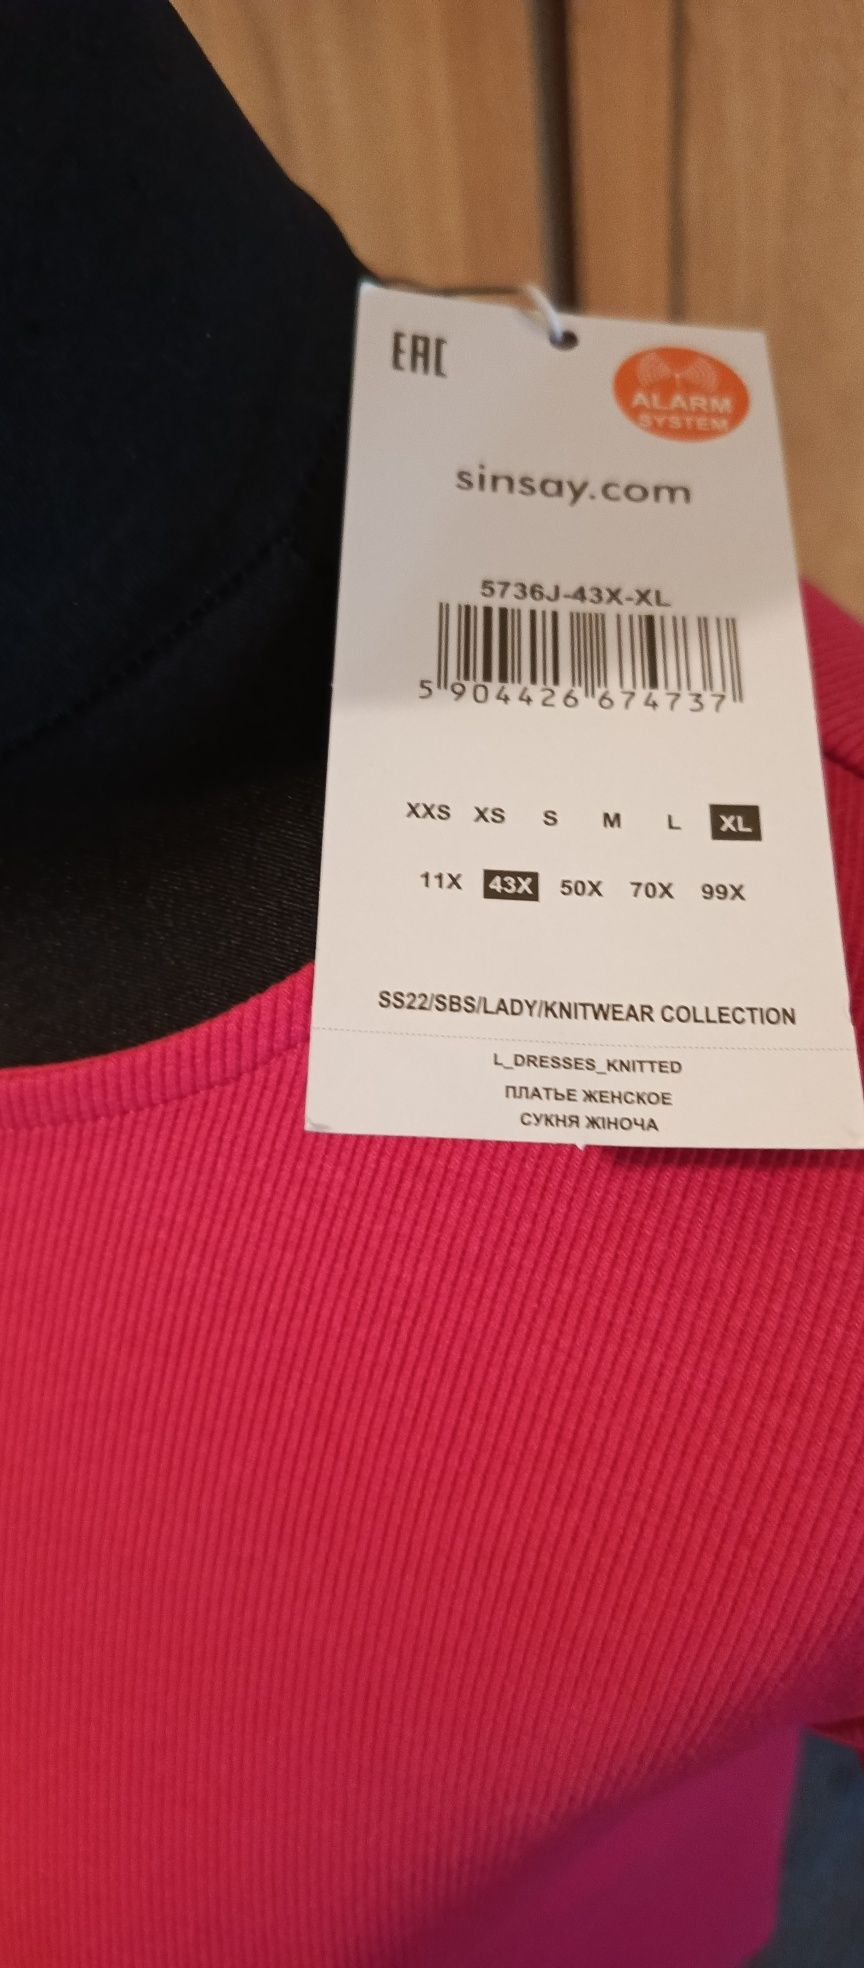 EAC
ALARM
SYSTEM
sinsay.com
5736J-43X-XL
5 904426 674737
XXS XS S M L XL
11X 43X 50X 70X 99X
SS22/SBS/LADY/KNITWEAR COLLECTION
L_DRESSES_KNITTED
ПЛАТЬЕ ЖЕНСКОЕ
СУКНЯ ЖІНОЧА